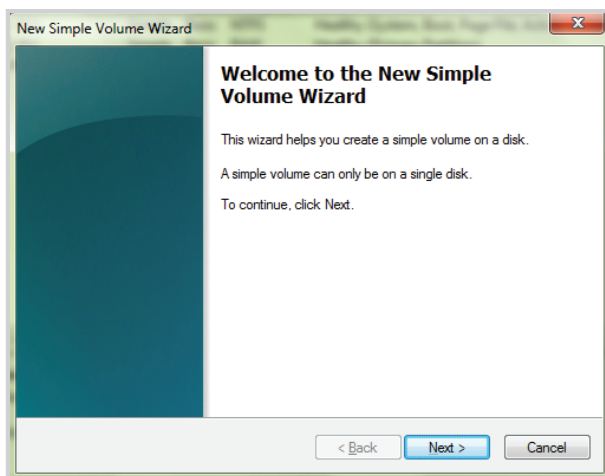 New Simple Volume Wizard
Welcome to the New Simple
Volume Wizard
This wizard helps you create a simple volume on a disk.
A simple volume can only be on a single disk.
To continue, click Next.
< Back
Next >
Cancel